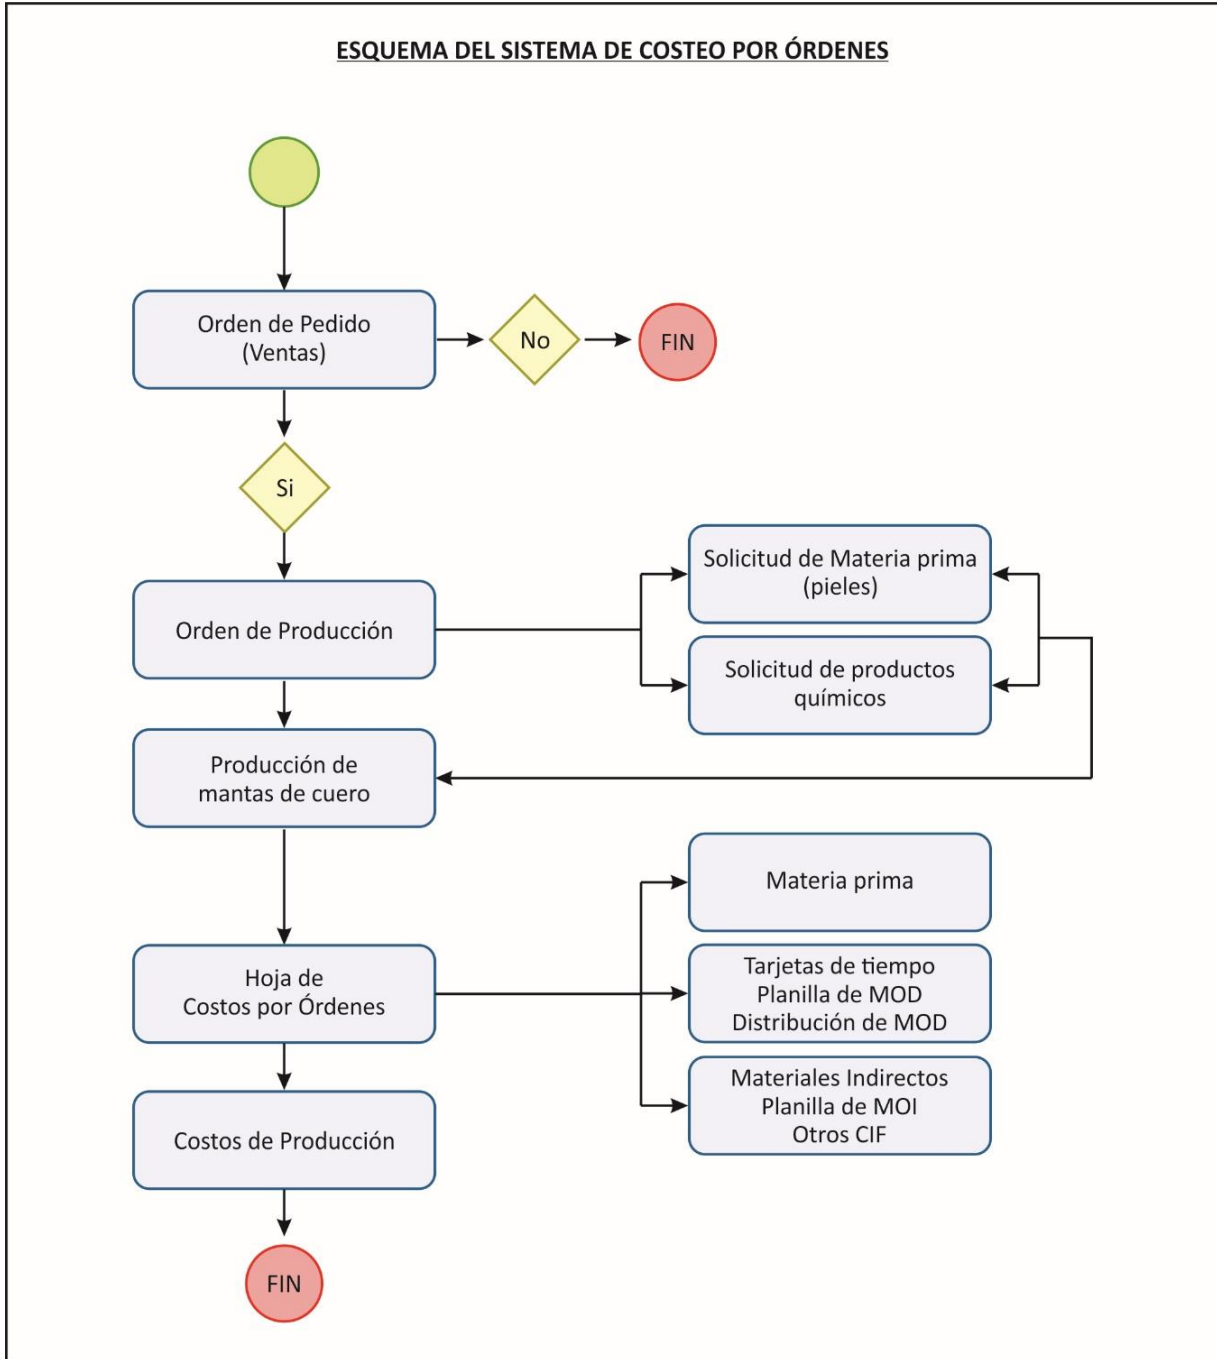 ESQUEMA DEL SISTEMA DE COSTEO POR ÓRDENES
Orden de Pedido
(Ventas)
No
FIN
Si
Orden de Producción
Solicitud de Materia prima
(pieles)
Solicitud de productos
químicos
Producción de
mantas de cuero
Hoja de
Costos por Órdenes
Materia prima
Tarjetas de tiempo
Planilla de MOD
Distribución de MOD
Materiales Indirectos
Planilla de MOI
Otros CIF
Costos de Producción
FIN